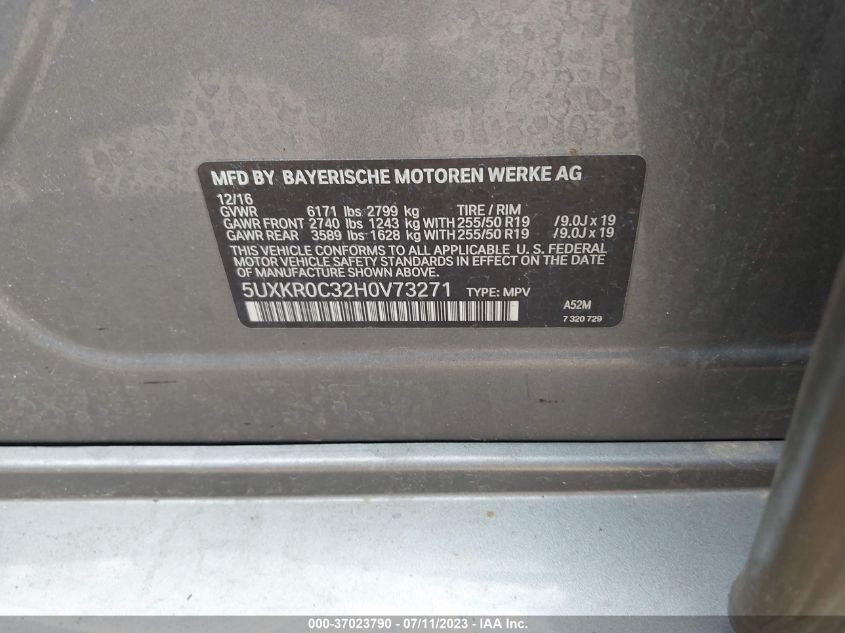 MFD BY BAYERISCHE MOTOREN WERKE AG
12/16
GVWR 6171 lbs 2799 kg TIRE / RIM
GAWR FRONT 2740 lbs 1243 kg WITH 255/50 R19 /9.0J x 19
GAWR REAR 3589 lbs 1628 kg WITH 255/50 R19 /9.0J x 19
THIS VEHICLE CONFORMS TO ALL APPLICABLE U. S. FEDERAL
MOTOR VEHICLE SAFETY STANDARDS IN EFFECT ON THE
DATE OF MANUFACTURE SHOWN ABOVE.
5UXKR0C32H0V73271 TYPE: MPV A52M
7 320 729
000-37023790 - 07/11/2023 - IAA Inc.